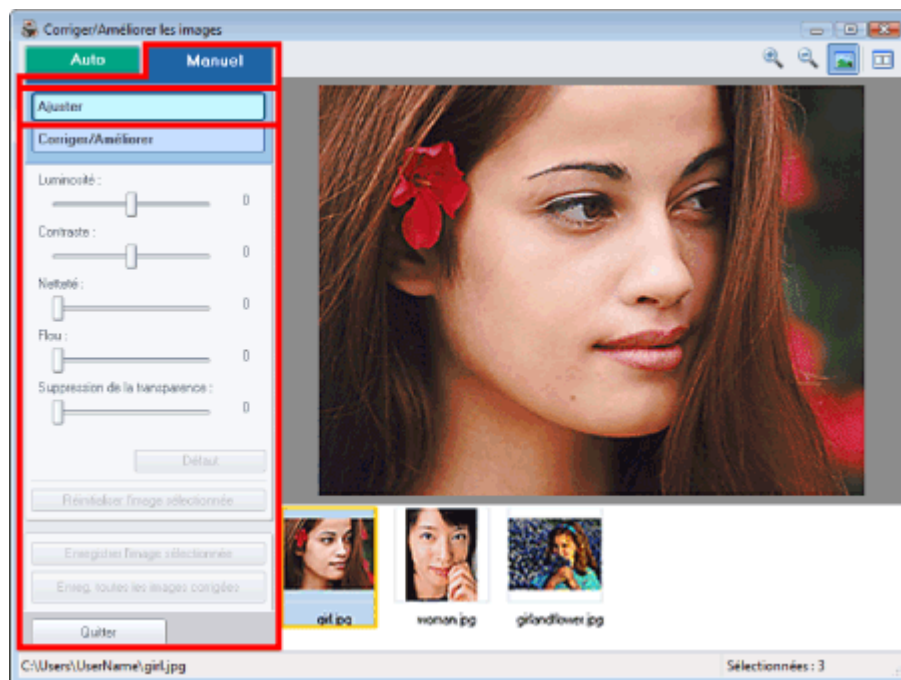 Corriger/Améliorer les images
Auto
Manuel
Ajuster
Corriger/Améliorer
Luminosité :
0
Contraste :
0
Netteté :
0
Flou :
0
Suppression de la transparence :
0
Défaut
Réinitialiser l'image sélectionnée
Enregistrer l'image sélectionnée
Enreg. toutes les images corrigées
Quitter
girl.jpg
woman.jpg
girlandflower.jpg
C:\Users\UserName\girl.jpg
Sélectionnées : 3